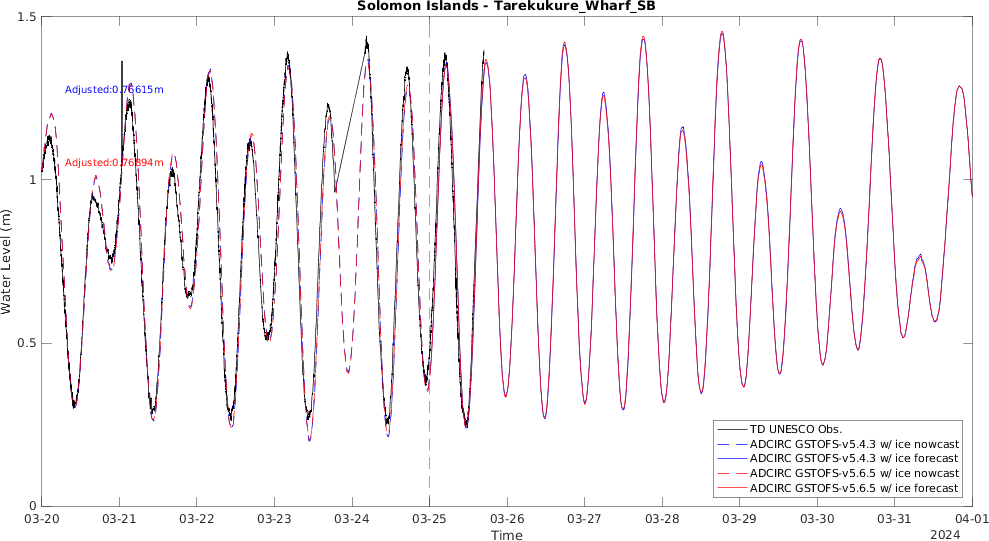 Solomon Islands - Tarekukure_Wharf_SB
1.5
1
0.5
0
Water Level (m)
Adjusted:0.76615m
Adjusted:0.76894m
TD UNESCO Obs.
ADCIRC GSTOFS-v5.4.3 w/ ice nowcast
ADCIRC GSTOFS-v5.4.3 w/ ice forecast
ADCIRC GSTOFS-v5.6.5 w/ ice nowcast
ADCIRC GSTOFS-v5.6.5 w/ ice forecast
03-20 03-21 03-22 03-23 03-24 03-25 03-26 03-27 03-28 03-29 03-30 03-31 04-01
Time
2024